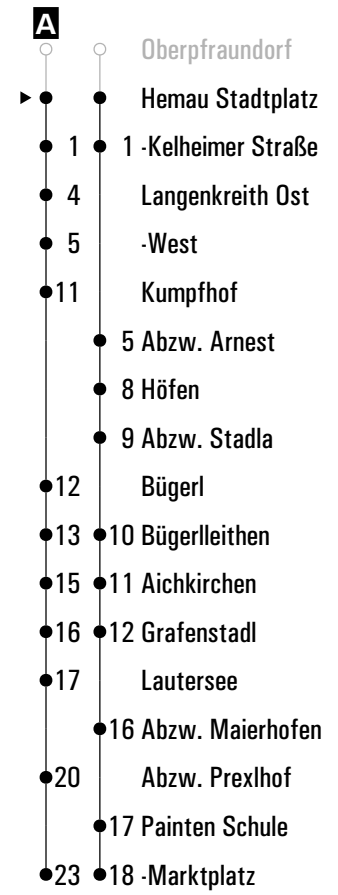 A
Oberpfraundorf
Hemau Stadtplatz
1 1 -Kelheimer Straße
4 Langenkreith Ost
5 -West
11 Kumpfhof
5 Abzw. Arnest
8 Höfen
9 Abzw. Stadla
12 Bügerl
13 10 Bügerlleithen
15 11 Aichkirchen
16 12 Grafenstadl
17 Lautersee
16 Abzw. Maierhofen
20 Abzw. Prexlhof
17 Painten Schule
23 18 -Marktplatz